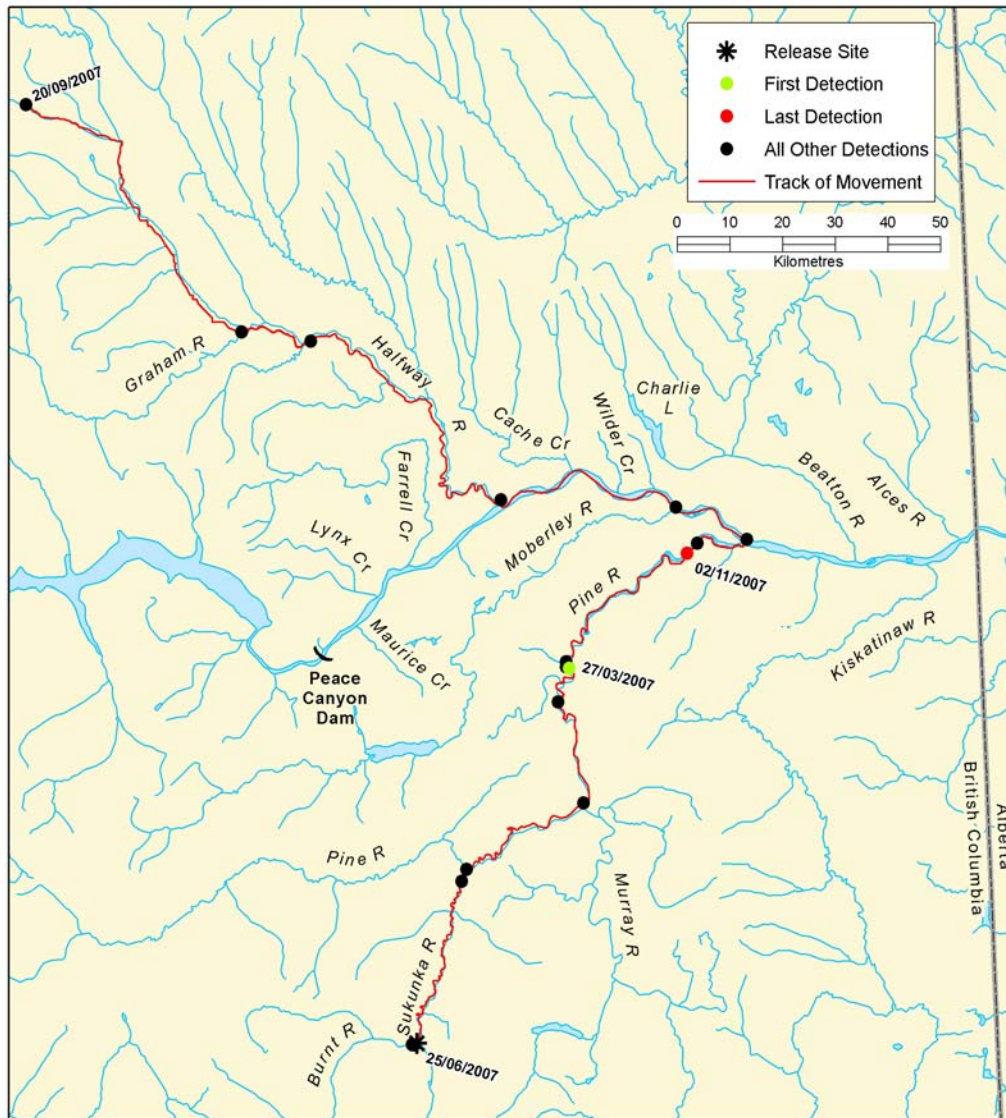 20/09/2007
Release Site
First Detection
Last Detection
All Other Detections
Track of Movement
0 10 20 30 40 50
Kilometres
Graham R
Halfway R
Cache Cr
Wilder Cr
Charlie
L
Beatton R
Alces R
Farrell Cr
Lynx Cr
Moberley R
Pine R
02/11/2007
Maurice Cr
27/03/2007
Kiskatinaw R
Peace
Canyon
Dam
British Columbia
Alberta
Pine R
Murray R
Sukunka R
Burnt R
25/06/2007